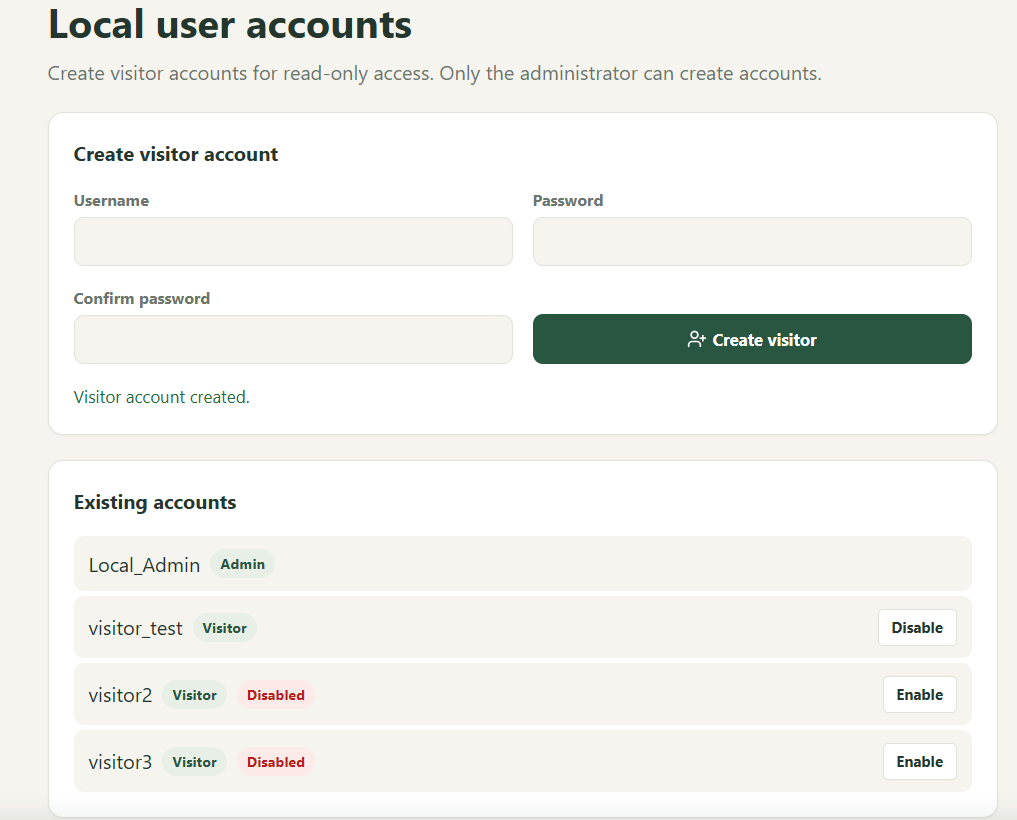 Local user accounts
Create visitor accounts for read-only access. Only the administrator can create accounts.
Create visitor account
Username
Password
Confirm password
Create visitor
Visitor account created.
Existing accounts
Local_Admin Admin
visitor_test Visitor Disable
visitor2 Visitor Disabled Enable
visitor3 Visitor Disabled Enable